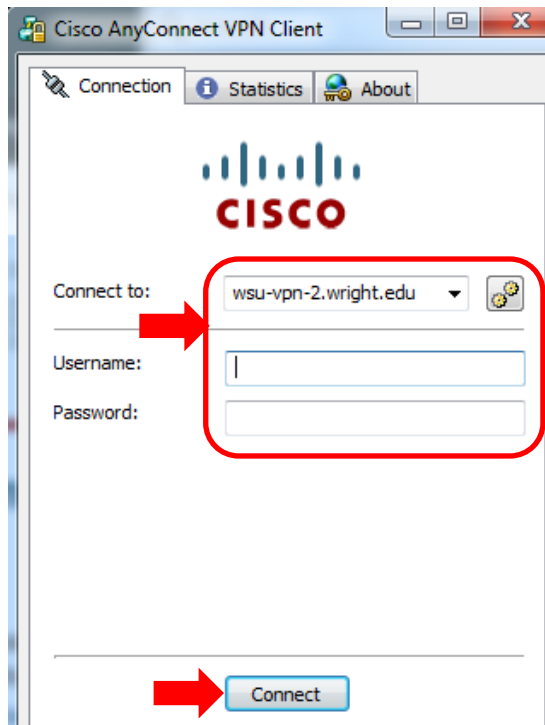 Cisco AnyConnect VPN Client
Connection Statistics About
CISCO
Connect to: wsu-vpn-2.wright.edu
Username:
Password:
Connect